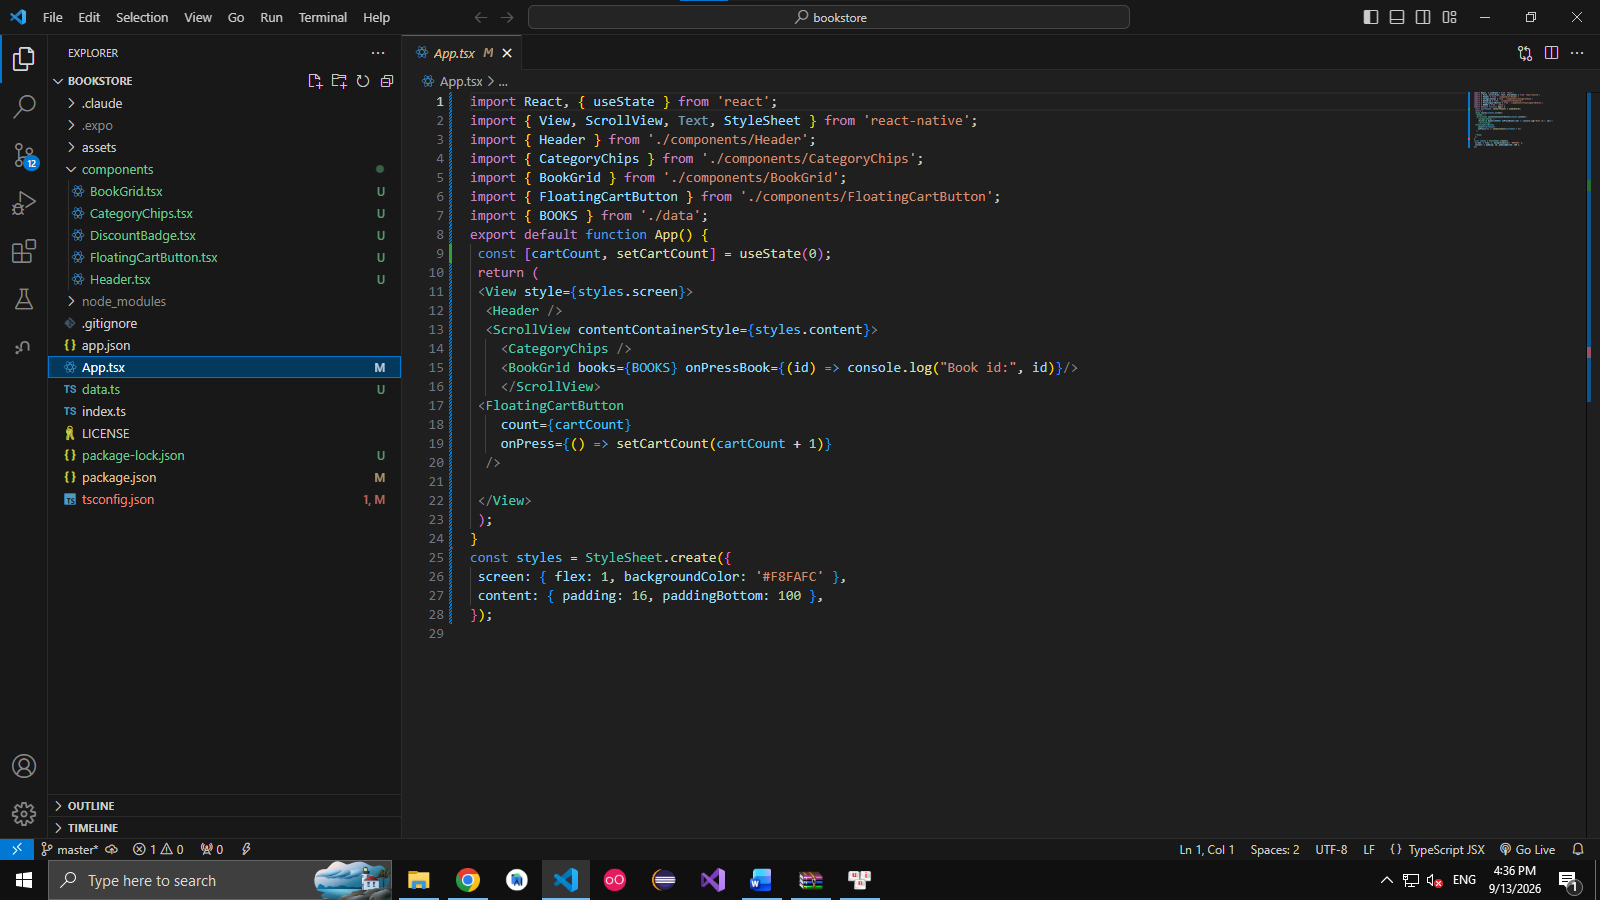 File Edit Selection View Go Run Terminal Help
bookstore
EXPLORER
BOOKSTORE
.claude
.expo
assets
components
BookGrid.tsx U
CategoryChips.tsx U
DiscountBadge.tsx U
FloatingCartButton.tsx U
Header.tsx U
node_modules
.gitignore
{} app.json
App.tsx M
TS data.ts U
TS index.ts
LICENSE
{} package-lock.json U
{} package.json M
TS tsconfig.json 1, M
OUTLINE
TIMELINE
12
App.tsx M
App.tsx > ...
1 import React, { useState } from 'react';
2 import { View, ScrollView, Text, StyleSheet } from 'react-native';
3 import { Header } from './components/Header';
4 import { CategoryChips } from './components/CategoryChips';
5 import { BookGrid } from './components/BookGrid';
6 import { FloatingCartButton } from './components/FloatingCartButton';
7 import { BOOKS } from './data';
8 export default function App() {
9 const [cartCount, setCartCount] = useState(0);
10 return (
11 <View style={styles.screen}>
12 <Header />
13 <ScrollView contentContainerStyle={styles.content}>
14 <CategoryChips />
15 <BookGrid books={BOOKS} onPressBook={(id) => console.log("Book id:", id)}/>
16 </ScrollView>
17 <FloatingCartButton
18 count={cartCount}
19 onPress={() => setCartCount(cartCount + 1)}
20 />
21
22 </View>
23 );
24 }
25 const styles = StyleSheet.create({
26 screen: { flex: 1, backgroundColor: '#F8FAFC' },
27 content: { padding: 16, paddingBottom: 100 },
28 });
29
master* 1 0 0
Ln 1, Col 1 Spaces: 2 UTF-8 LF {} TypeScript JSX Go Live
Type here to search
ENG
4:36 PM
9/13/2026
1